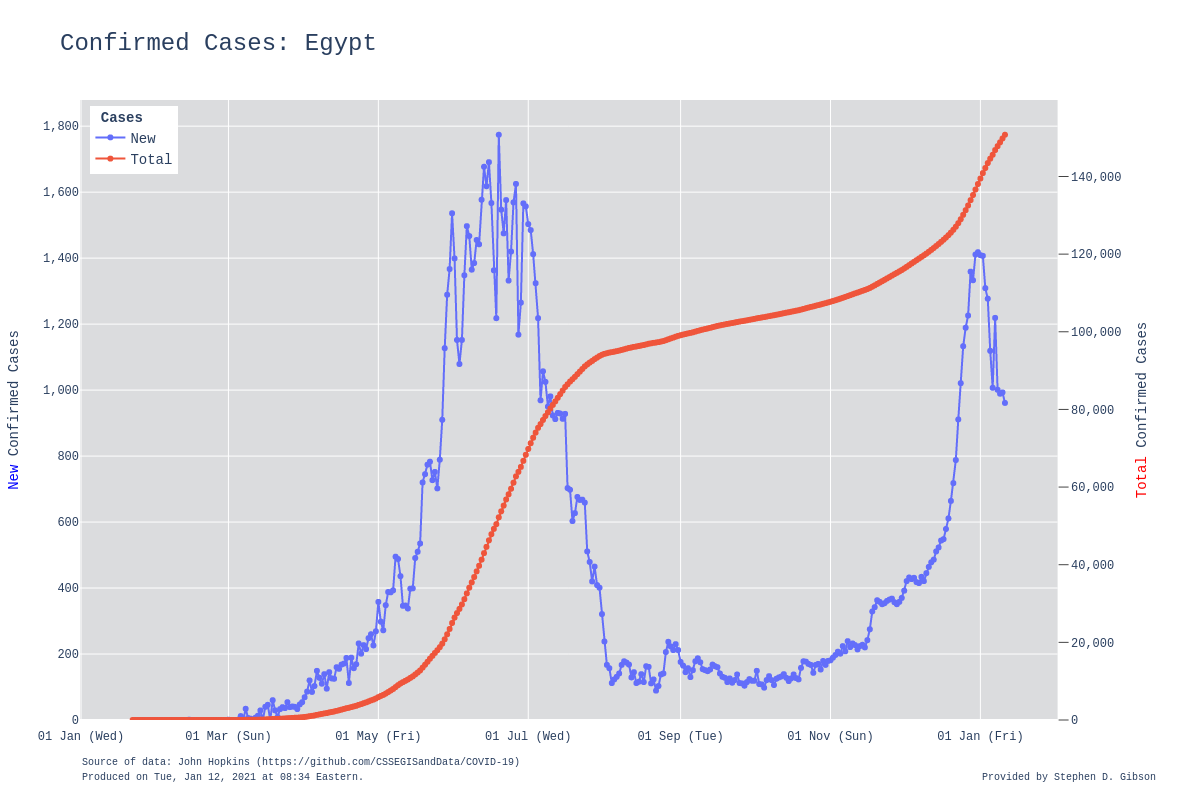 Confirmed Cases: Egypt
Cases
New
Total
1,800
1,600
1,400
1,200
1,000
800
600
400
200
0
140,000
120,000
100,000
80,000
60,000
40,000
20,000
0
New Confirmed Cases
Total Confirmed Cases
01 Jan (Wed) 01 Mar (Sun) 01 May (Fri) 01 Jul (Wed) 01 Sep (Tue) 01 Nov (Sun) 01 Jan (Fri)
Source of data: John Hopkins (https://github.com/CSSEGISandData/COVID-19)
Produced on Tue, Jan 12, 2021 at 08:34 Eastern.
Provided by Stephen D. Gibson